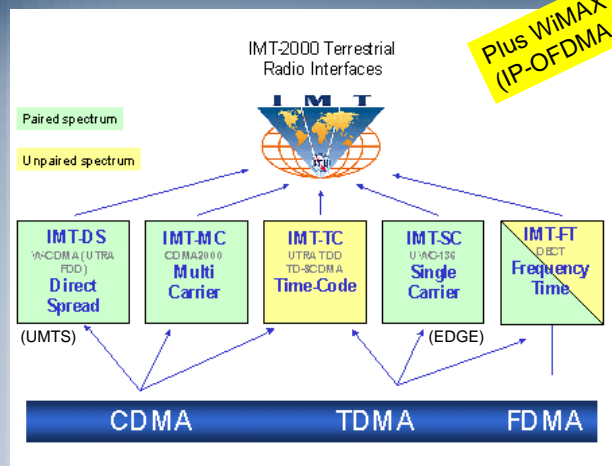 IMT-2000 Terrestrial
Radio Interfaces
Plus WiMAX
(IP-OFDMA
I M T
ITU
Paired spectrum
Unpaired spectrum
IMT-DS
W-CDMA (UTRA
FDD)
Direct
Spread
IMT-MC
CDMA2000
Multi
Carrier
IMT-TC
UTRA TDD
TD-SCDMA
Time-Code
IMT-SC
UWC-136
Single
Carrier
IMT-FT
DECT
Frequency
Time
(UMTS)
(EDGE)
CDMA
TDMA
FDMA